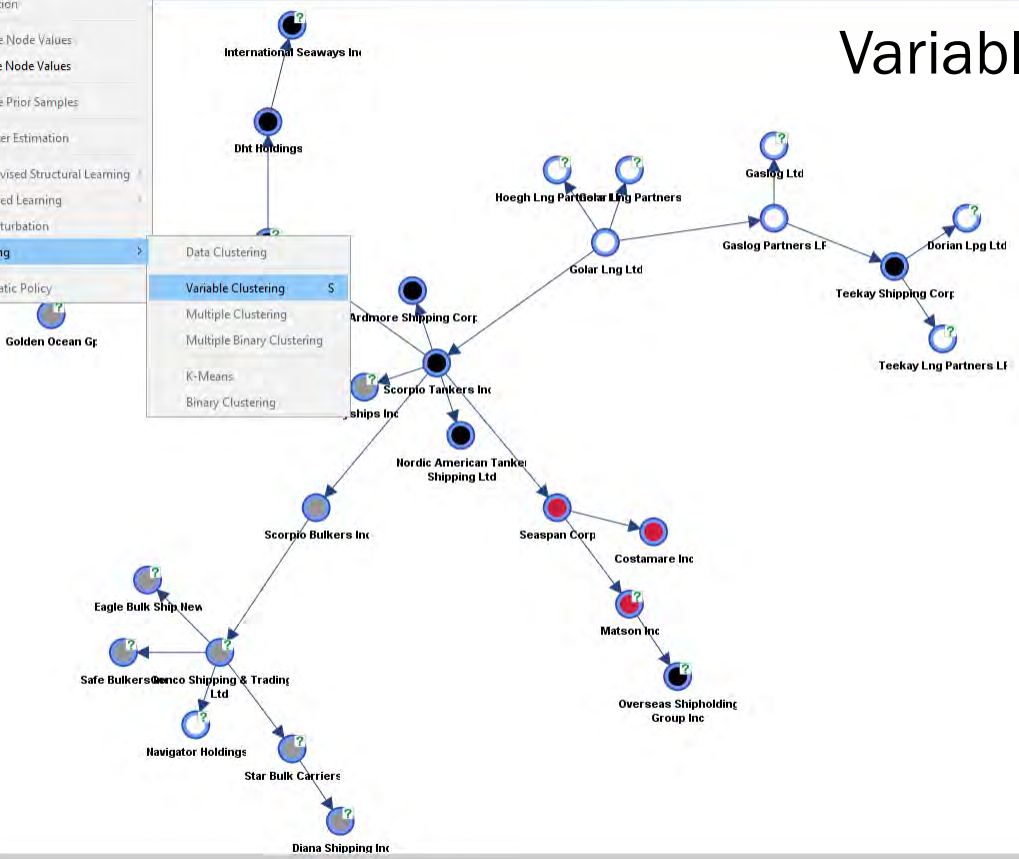 Variabl
e Node Values
e Node Values
e Prior Samples
er Estimation
vised Structural Learning
ed Learning
turbation
ng
atic Policy
Data Clustering
Variable Clustering S
Multiple Clustering
Multiple Binary Clustering
K-Means
Binary Clustering
International Seaways Inc
Dht Holdings
?
?
Golden Ocean Gp
?
?
Hoegh Lng Partners
Golar Lng Partners
Golar Lng Ltd
?
Gaslog Ltd
Gaslog Partners LP
?
Dorian Lpg Ltd
Teekay Shipping Corp
?
Teekay Lng Partners LP
Ardmore Shipping Corp
Scorpio Tankers Inc
?
ships Inc
Nordic American Tanker
Shipping Ltd
Scorpio Bulkers Inc
Seaspan Corp
Costamare Inc
?
Matson Inc
?
Overseas Shipholding
Group Inc
?
Eagle Bulk Ship New
?
Safe Bulkers
?
Genco Shipping & Trading
Ltd
?
Navigator Holdings
?
Star Bulk Carriers
?
Diana Shipping Inc